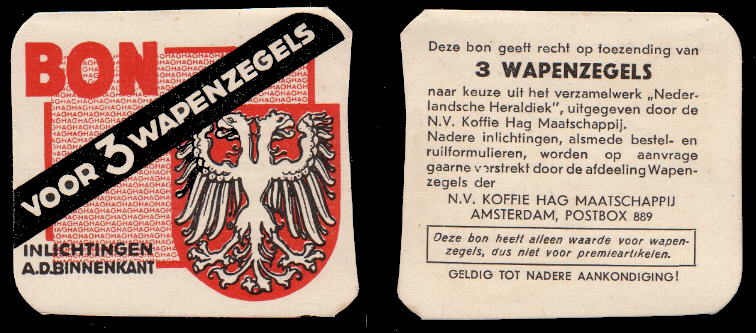 BON
VOOR 3 WAPENZEGELS
INLICHTINGEN
A.D. BINNENKANT
Deze bon geeft recht op toezending van
3 WAPENZEGELS
naar keuze uit het verzamelwerk „Neder-
landsche Heraldiek", uitgegeven door de
N.V. Koffie Hag Maatschappij.
Nadere inlichtingen, alsmede bestel- en
ruilformulieren, worden op aanvrage
gaarne verstrekt door de afdeeling Wapen-
zegels der
N.V. KOFFIE HAG MAATSCHAPPIJ
AMSTERDAM, POSTBOX 889
Deze bon heeft alleen waarde voor wapen-
zegels, dus niet voor premieartikelen.
GELDIG TOT NADERE AANKONDIGING!